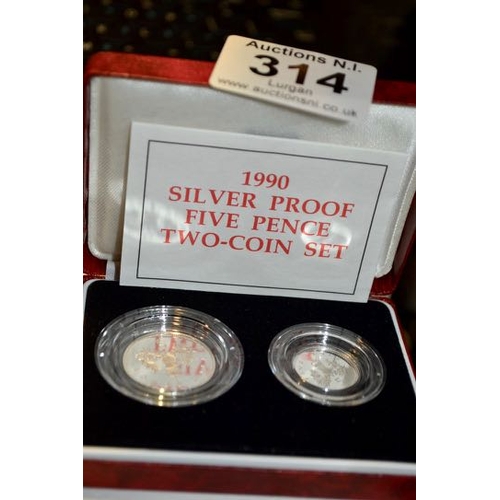 Auctions N.I.
314
Lurgan
www.auctionsni.co.uk
1990
SILVER PROOF
FIVE PENCE
TWO-COIN SET